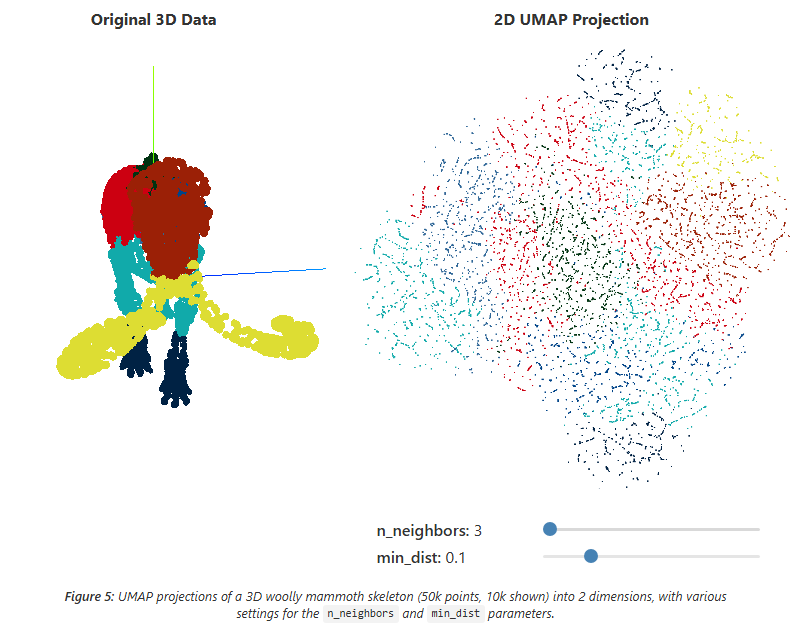 Original 3D Data
2D UMAP Projection
n_neighbors: 3
min_dist: 0.1
Figure 5: UMAP projections of a 3D woolly mammoth skeleton (50k points, 10k shown) into 2 dimensions, with various
settings for the n_neighbors and min_dist parameters.